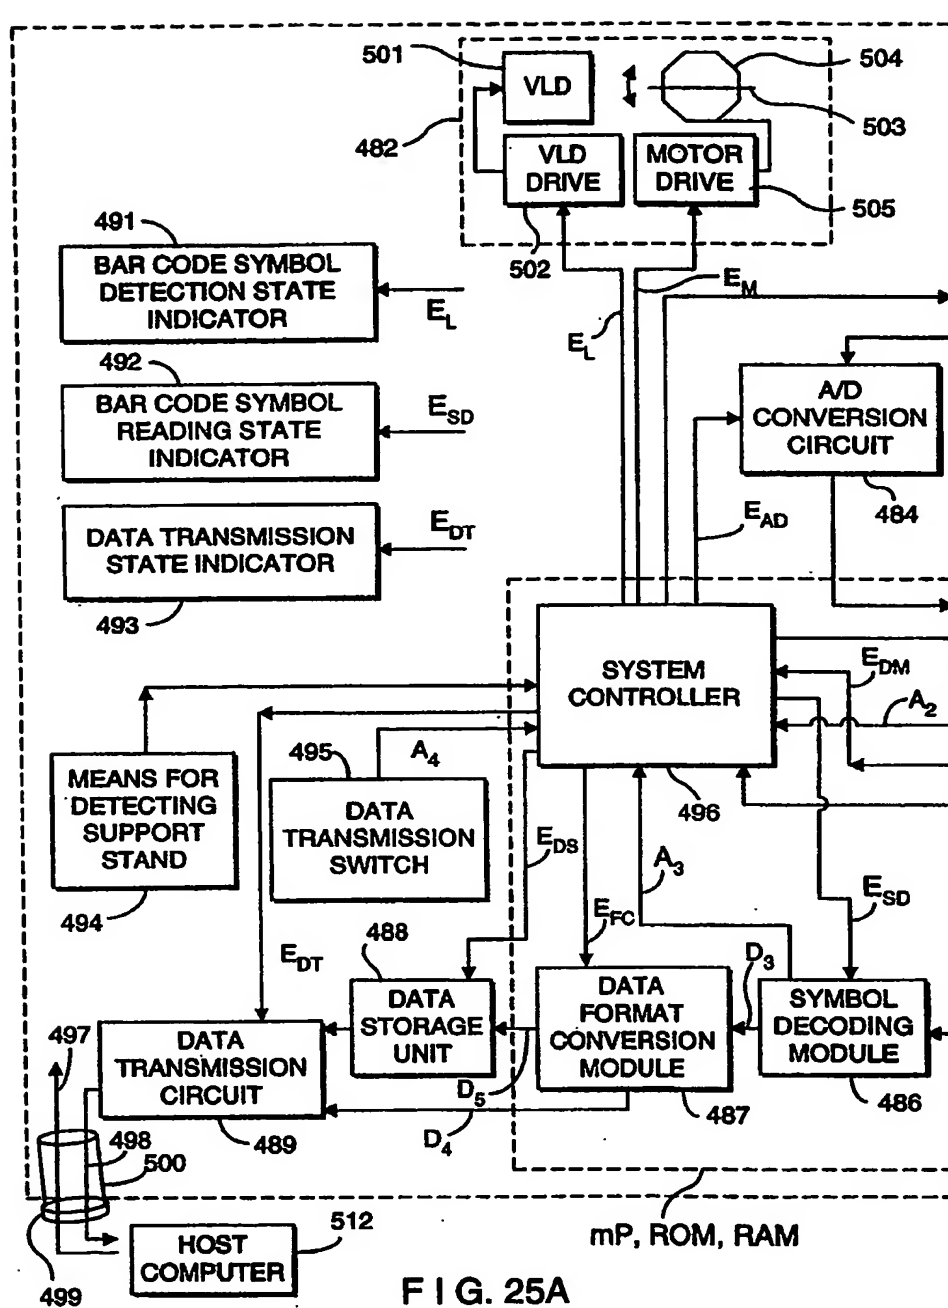 501
VLD
504
503
482
VLD
DRIVE
MOTOR
DRIVE
505
502
491
BAR CODE SYMBOL
DETECTION STATE
INDICATOR
E_L
E_M
E_L
492
BAR CODE SYMBOL
READING STATE
INDICATOR
E_SD
A/D
CONVERSION
CIRCUIT
484
E_AD
DATA TRANSMISSION
STATE INDICATOR
E_DT
493
SYSTEM
CONTROLLER
496
E_DM
A_2
MEANS FOR
DETECTING
SUPPORT
STAND
494
495
A_4
DATA
TRANSMISSION
SWITCH
E_DS
A_3
E_FC
E_SD
E_DT
488
DATA
STORAGE
UNIT
DATA
FORMAT
CONVERSION
MODULE
487
D_3
SYMBOL
DECODING
MODULE
486
497
DATA
TRANSMISSION
CIRCUIT
489
D_5
D_4
498
500
499
HOST
COMPUTER
512
mP, ROM, RAM
FIG. 25A